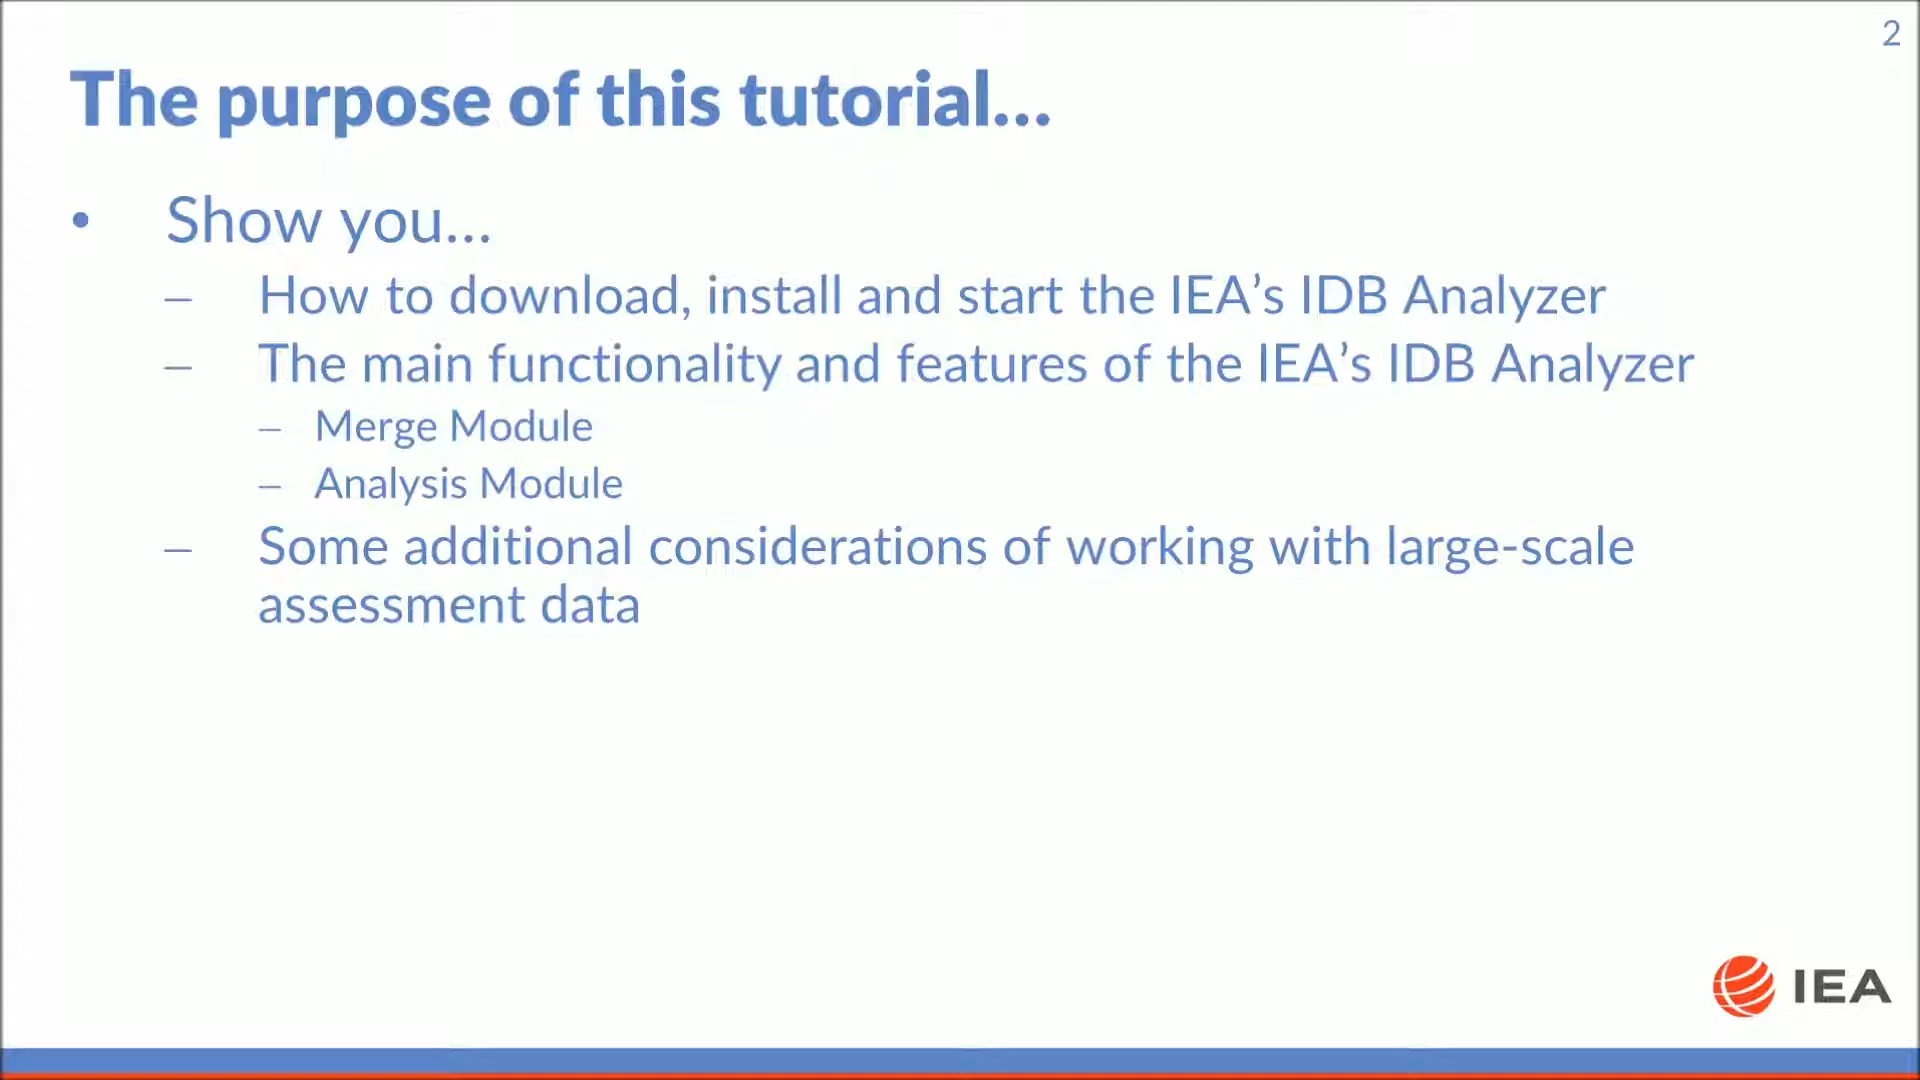 2
The purpose of this tutorial...
• Show you...
– How to download, install and start the IEA’s IDB Analyzer
– The main functionality and features of the IEA’s IDB Analyzer
– Merge Module
– Analysis Module
– Some additional considerations of working with large-scale
assessment data
IEA